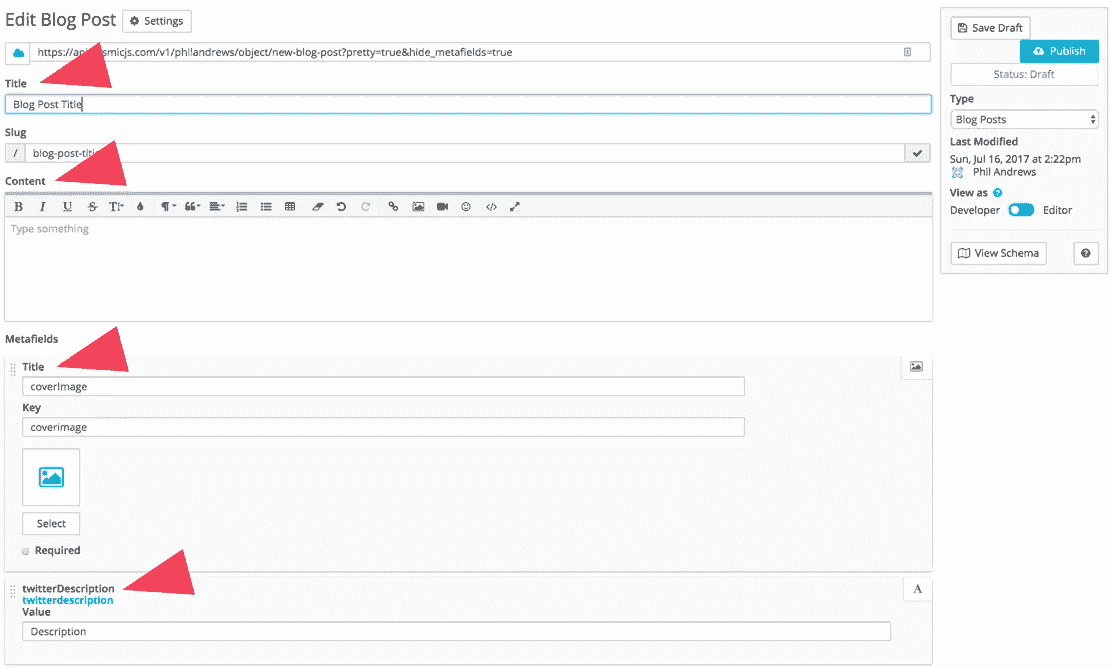 Edit Blog Post Settings
https://ap smicjs.com/v1/philandrews/object/new-blog-post?pretty=true&hide_metafields=true
Title
Blog Post Title
Slug
/ blog-post-titl
Content
B I U S T
Type something
Metafields
Title
coverImage
Key
coverimage
Select
Required
twitterDescription
twitterdescription
Value
Description
A
Save Draft
Publish
Status: Draft
Type
Blog Posts
Last Modified
Sun, Jul 16, 2017 at 2:22pm
Phil Andrews
View as ?
Developer Editor
View Schema ?